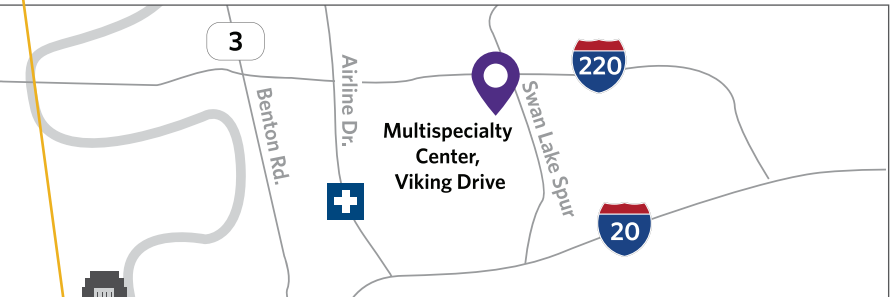 3
220
Airline Dr.
Benton Rd.
Swan Lake Spur
Multispecialty
Center,
Viking Drive
20